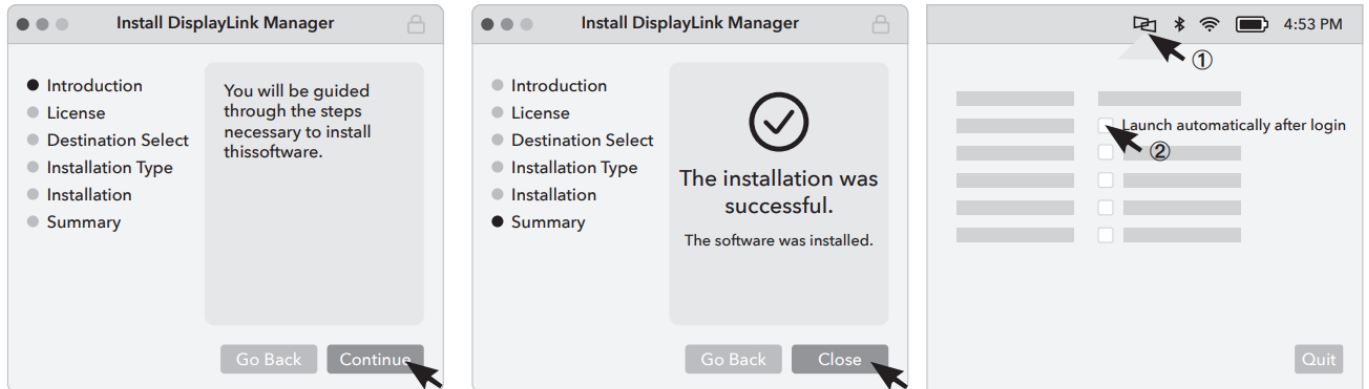 Install DisplayLink Manager
Introduction
License
Destination Select
Installation Type
Installation
Summary
You will be guided
through the steps
necessary to install
thissoftware.
Go Back
Continue
Install DisplayLink Manager
Introduction
License
Destination Select
Installation Type
Installation
Summary
The installation was
successful.
The software was installed.
Go Back
Close
4:53 PM
①
Launch automatically after login
②
Quit